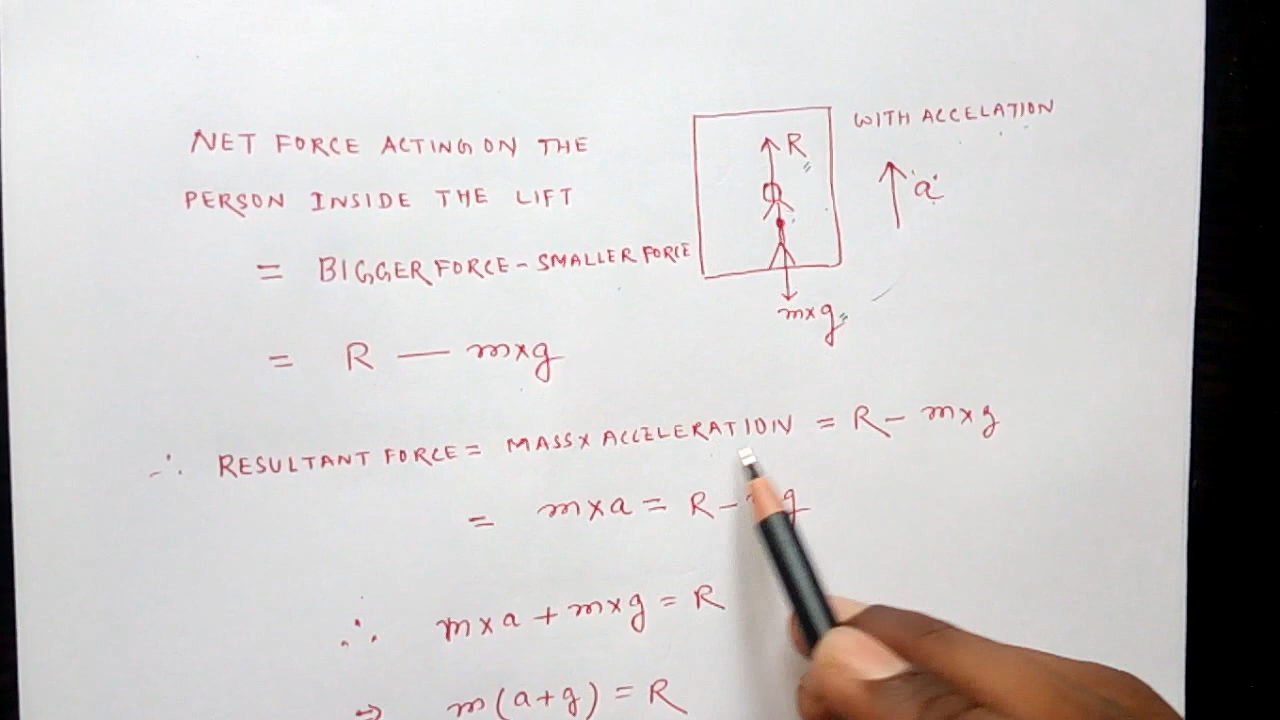 NET FORCE ACTING ON THE
PERSON INSIDE THE LIFT
= BIGGER FORCE - SMALLER FORCE
= R — m×g
∴ RESULTANT FORCE = MASS × ACCELERATION = R - m×g
= m×a = R - g
∴ m×a + m×g = R
⇒ m(a+g) = R
WITH ACCELATION
R
'a'
m×g